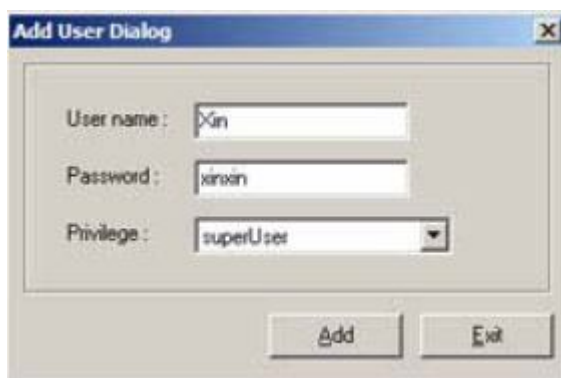 Add User Dialog
User name : Xin
Password : xinxin
Privilege : superUser
Add Exit